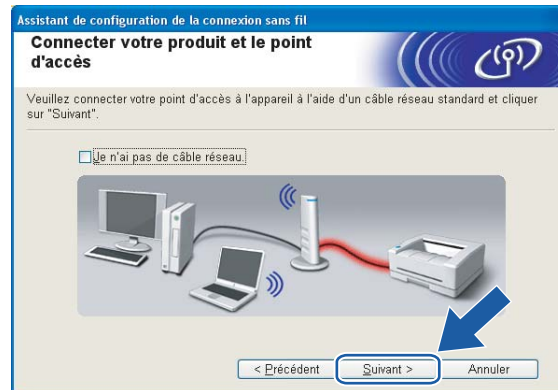 Assistant de configuration de la connexion sans fil
Connecter votre produit et le point
d'accès
Veuillez connecter votre point d'accès à l'appareil à l'aide d'un câble réseau standard et cliquer
sur "Suivant".
Je n'ai pas de câble réseau.
< Précédent Suivant > Annuler